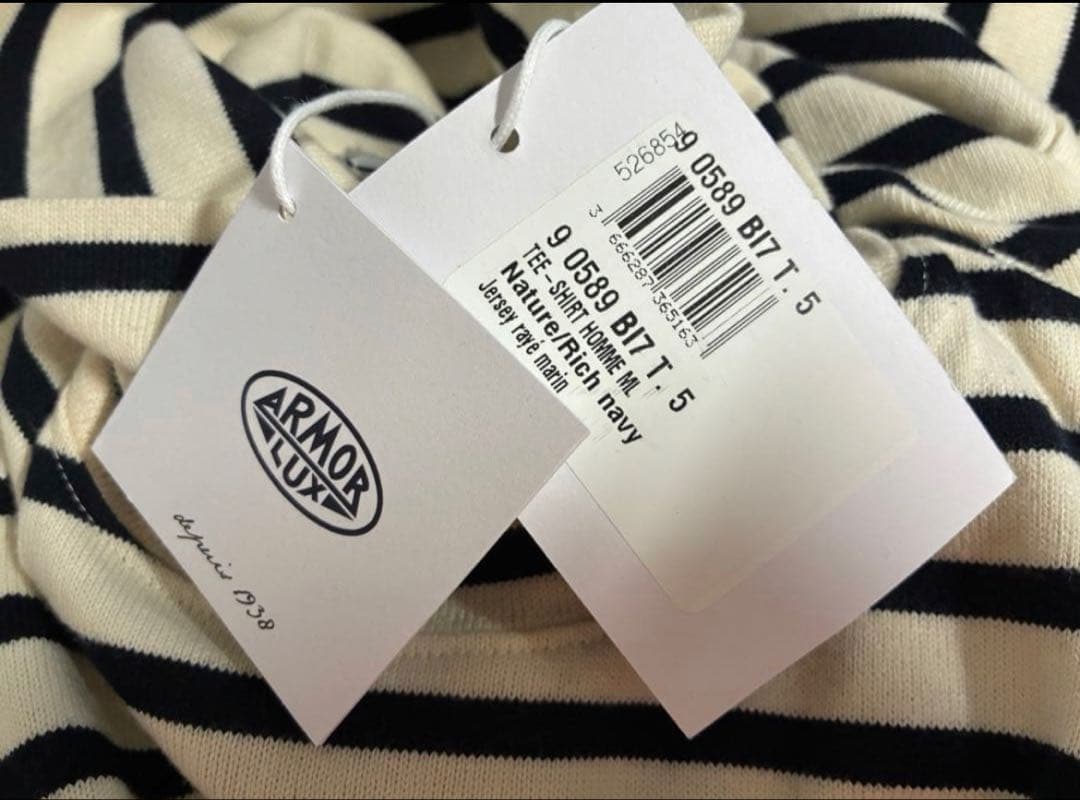 ARMOR
LUX
depuis 1938
526854
9 0589 BI7 T. 5
3 666287 365163
9 0589 BI7 T. 5
TEE-SHIRT HOMME ML
Nature/Rich navy
Jersey rayé marin